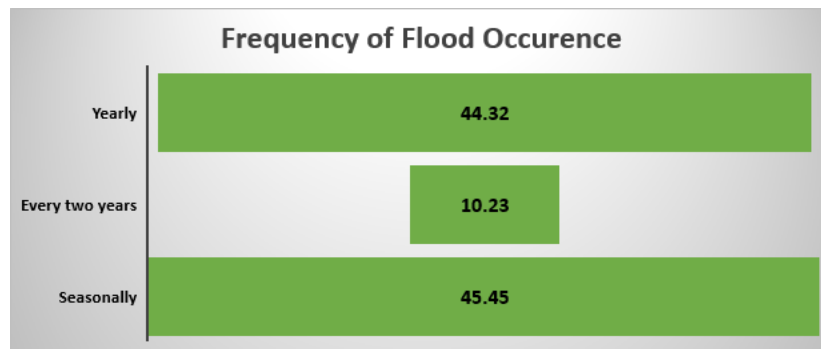 Frequency of Flood Occurence
Yearly 44.32
Every two years 10.23
Seasonally 45.45